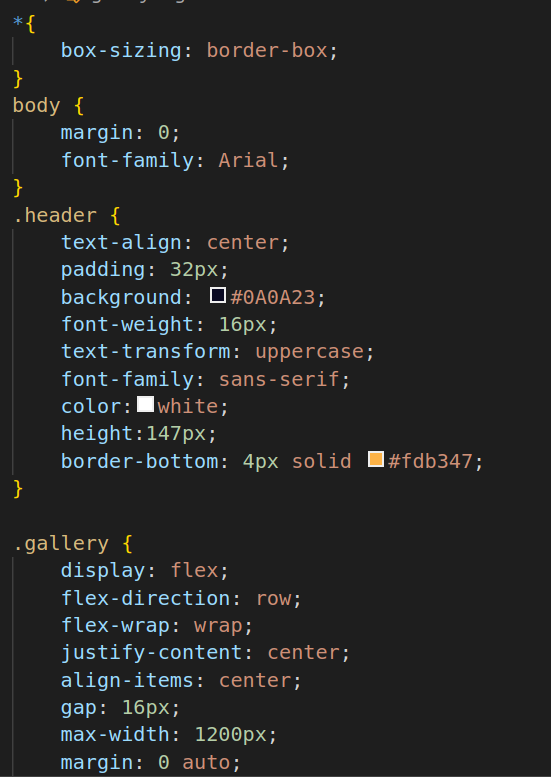 *{
    box-sizing: border-box;
}
body {
    margin: 0;
    font-family: Arial;
}
.header {
    text-align: center;
    padding: 32px;
    background: #0A0A23;
    font-weight: 16px;
    text-transform: uppercase;
    font-family: sans-serif;
    color:white;
    height:147px;
    border-bottom: 4px solid #fdb347;
}

.gallery {
    display: flex;
    flex-direction: row;
    flex-wrap: wrap;
    justify-content: center;
    align-items: center;
    gap: 16px;
    max-width: 1200px;
    margin: 0 auto;